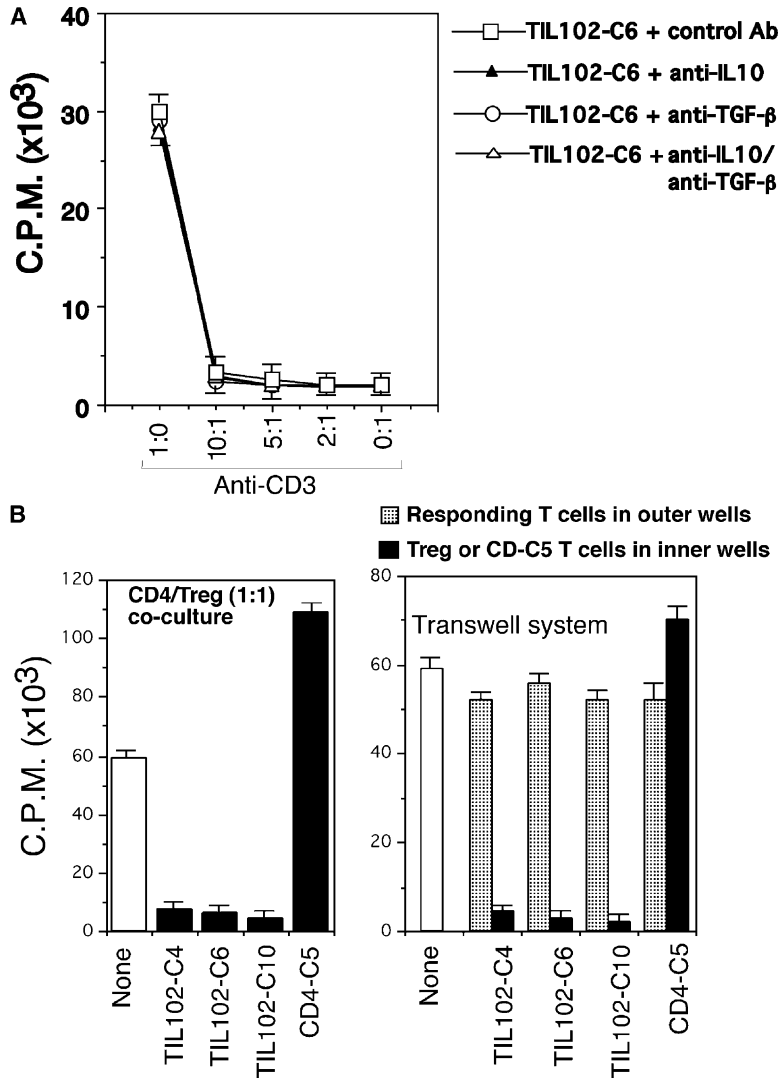 A
C.P.M. (x10³)
40
30
20
10
0
1:0
10:1
5:1
2:1
0:1
Anti-CD3
TIL102-C6 + control Ab
TIL102-C6 + anti-IL10
TIL102-C6 + anti-TGF-β
TIL102-C6 + anti-IL10/
anti-TGF-β
B
Responding T cells in outer wells
Treg or CD-C5 T cells in inner wells
C.P.M. (x10³)
120
100
80
60
40
20
0
CD4/Treg (1:1)
co-culture
None
TIL102-C4
TIL102-C6
TIL102-C10
CD4-C5
80
60
40
20
0
Transwell system
None
TIL102-C4
TIL102-C6
TIL102-C10
CD4-C5